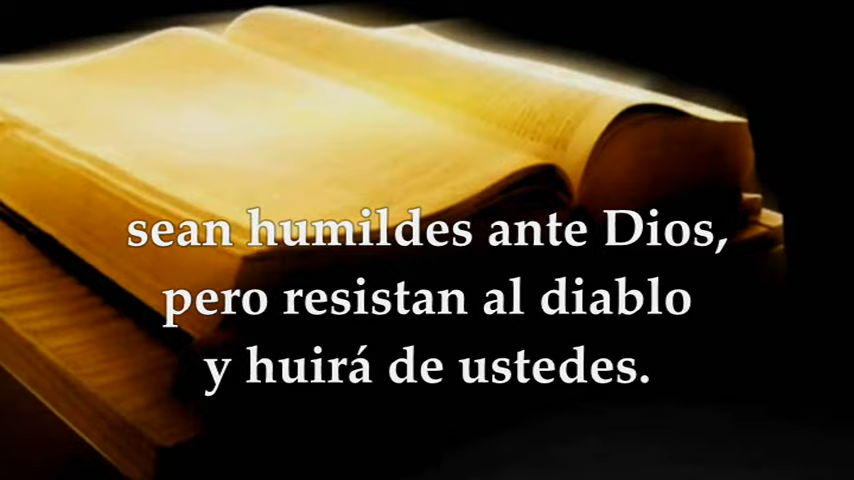 sean humildes ante Dios,
pero resistan al diablo
y huirá de ustedes.